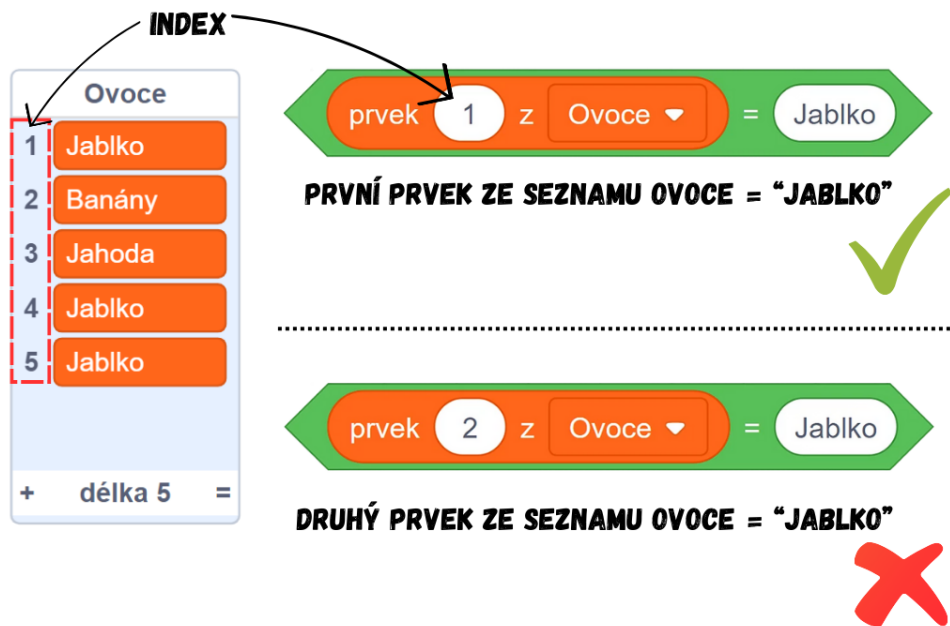 INDEX
Ovoce
1 Jablko
2 Banány
3 Jahoda
4 Jablko
5 Jablko
+ délka 5 =
prvek 1 z Ovoce = Jablko
PRVNÍ PRVEK ZE SEZNAMU OVOCE = “JABLKO”
prvek 2 z Ovoce = Jablko
DRUHÝ PRVEK ZE SEZNAMU OVOCE = “JABLKO”